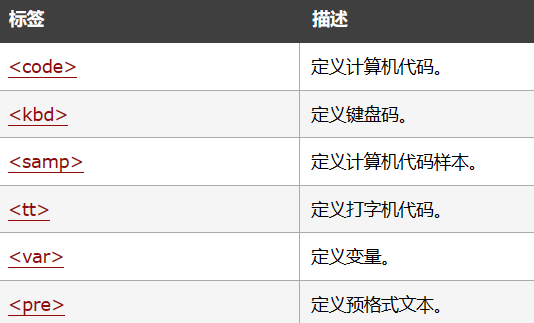 标签 描述
<code> 定义计算机代码。
<kbd> 定义键盘码。
<samp> 定义计算机代码样本。
<tt> 定义打字机代码。
<var> 定义变量。
<pre> 定义预格式文本。